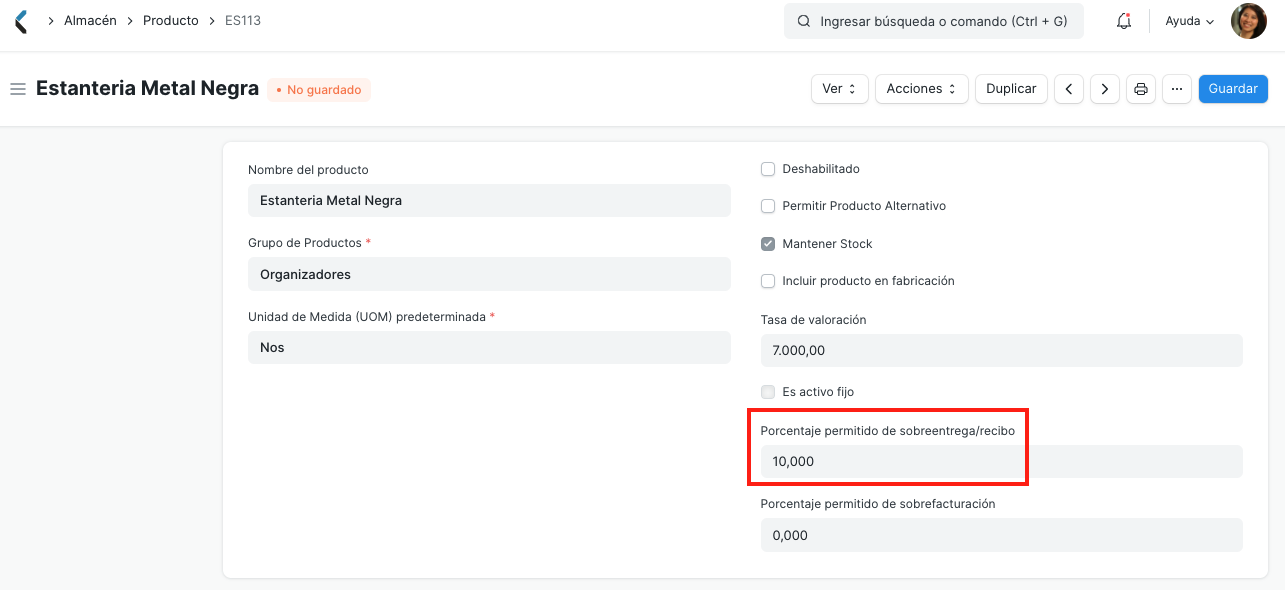 Almacén Producto ES113
Ingresar búsqueda o comando (Ctrl + G)
Ayuda
Estanteria Metal Negra
• No guardado
Ver
Acciones
Duplicar
...
Guardar
Nombre del producto
Estanteria Metal Negra
Grupo de Productos *
Organizadores
Unidad de Medida (UOM) predeterminada *
Nos
Deshabilitado
Permitir Producto Alternativo
Mantener Stock
Incluir producto en fabricación
Tasa de valoración
7.000,00
Es activo fijo
Porcentaje permitido de sobreentrega/recibo
10,000
Porcentaje permitido de sobrefacturación
0,000